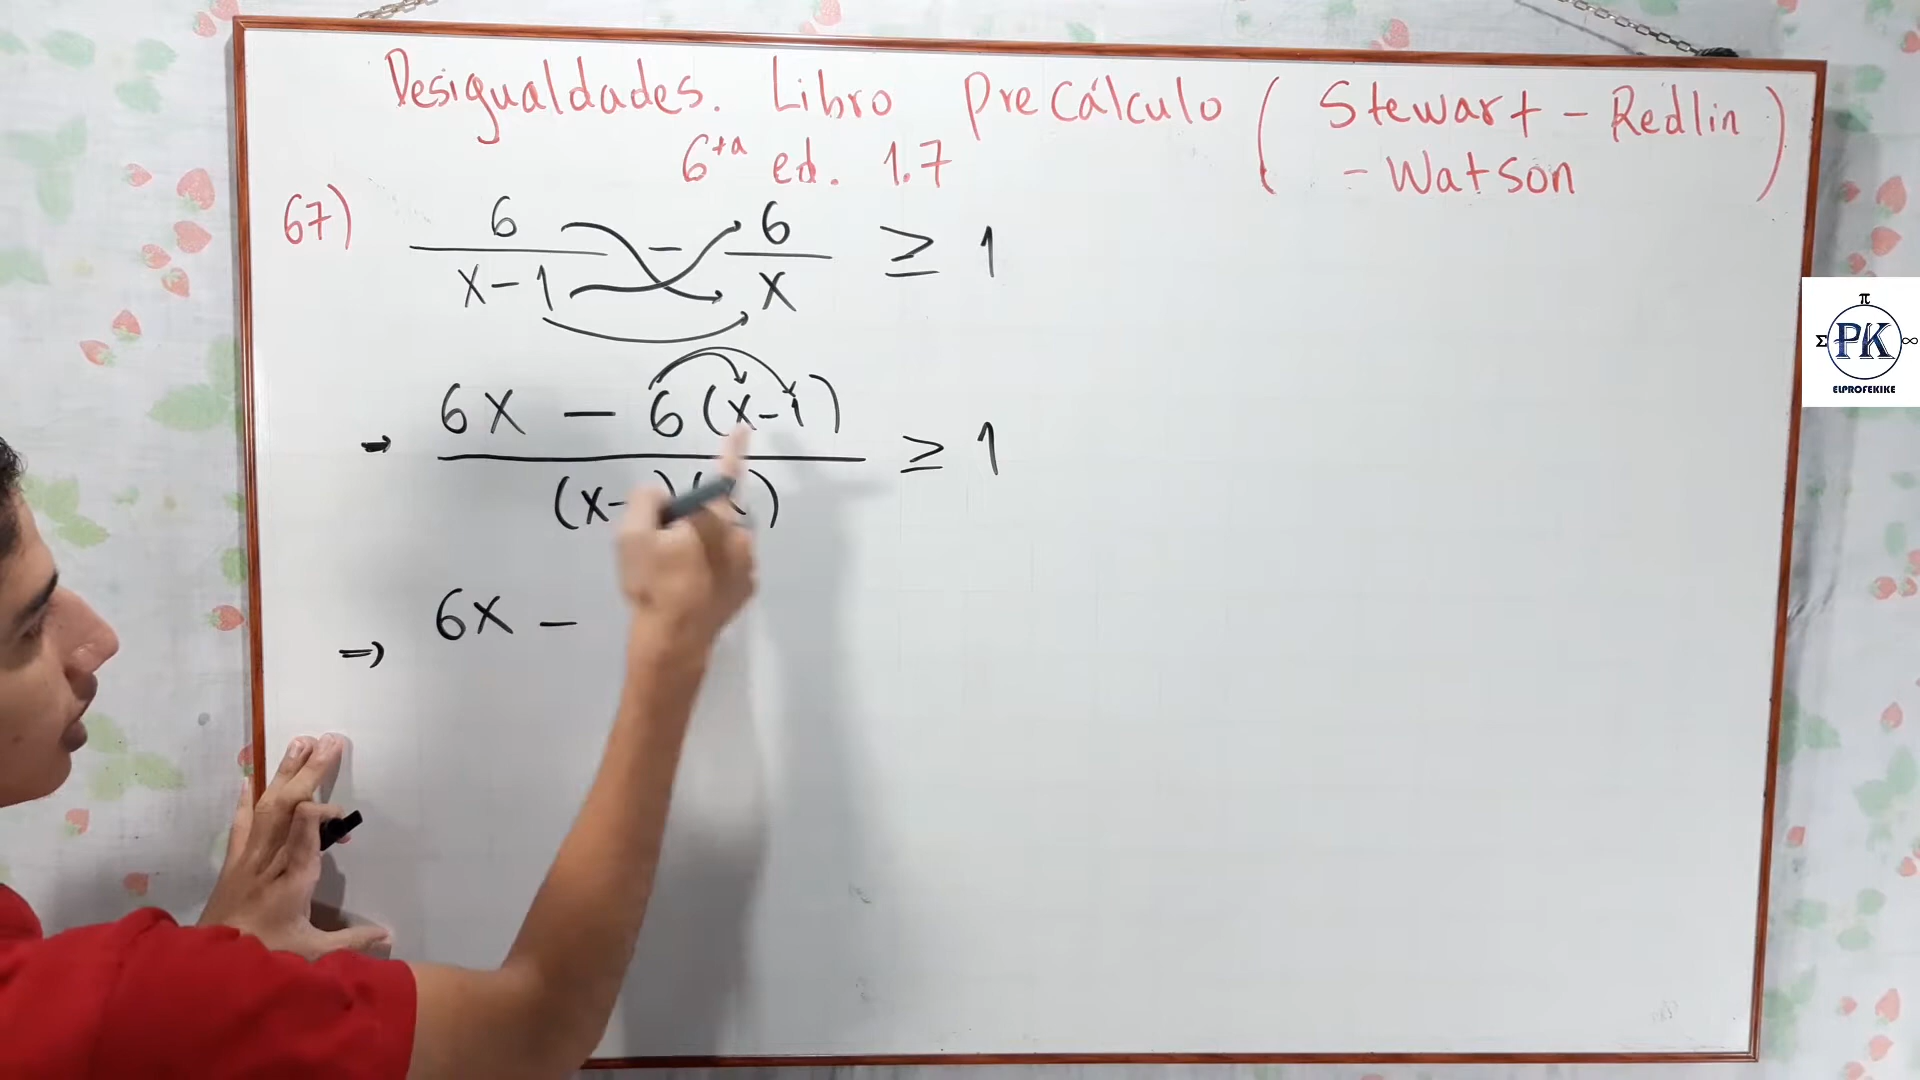 Desigualdades. Libro PreCálculo ( Stewart - Redlin
6ta ed. 1.7 - Watson )
67) 6 / x-1 - 6 / x ≥ 1
→ 6x - 6(x-1) ≥ 1
(x-
⇒ 6x -
π
Σ PK ∞
ELPROFEKIKE